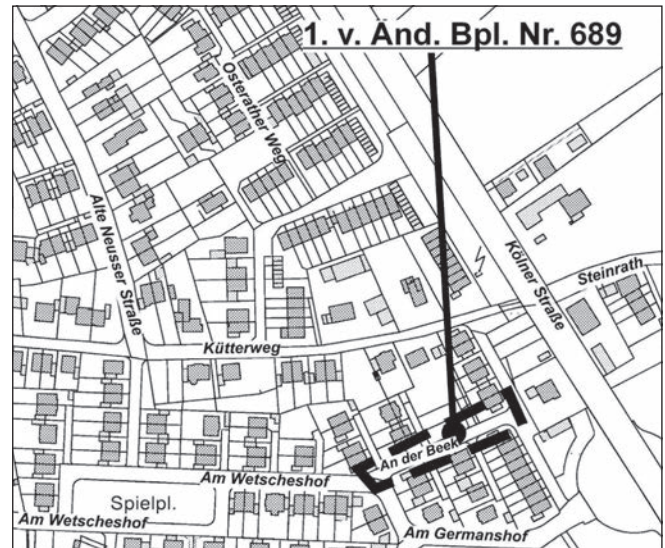 1. v. Änd. Bpl. Nr. 689
Osterather Weg
Alte Neusser Straße
Kölner Straße
Steinrath
Kütterweg
An der Beek
Am Wetscheshof
Spielpl.
Am Wetscheshof
Am Germanshof